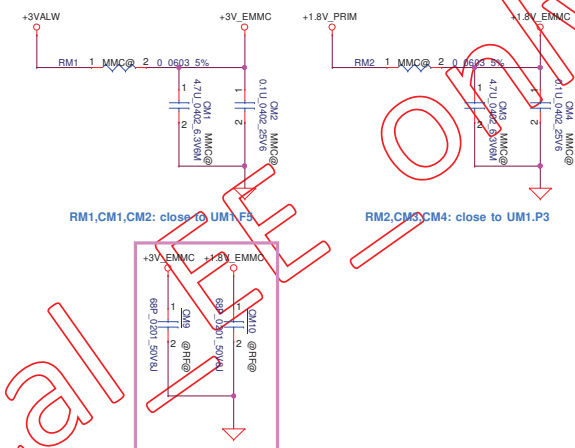 +3VALW
+3V_EMMC
+1.8V_PRIM
+1.8V_EMMC
RM1 1 MMC@ 2 0_0603_5%
RM2 1 MMC@ 2 0_0603_5%
1
2
4.7U_0402_6.3V6M
CM1 MMC@
1
2
0.1U_0402_25V6
CM2 MMC@
1
2
4.7U_0402_6.3V6M
CM3 MMC@
1
2
0.1U_0402_25V6
CM4 MMC@
RM1,CM1,CM2: close to UM1.F5
RM2,CM3,CM4: close to UM1.P3
+3V_EMMC
+1.8V_EMMC
1
2
68P_0201_50V8J
CM9 @RF@
1
2
68P_0201_50V8J
CM10 @RF@